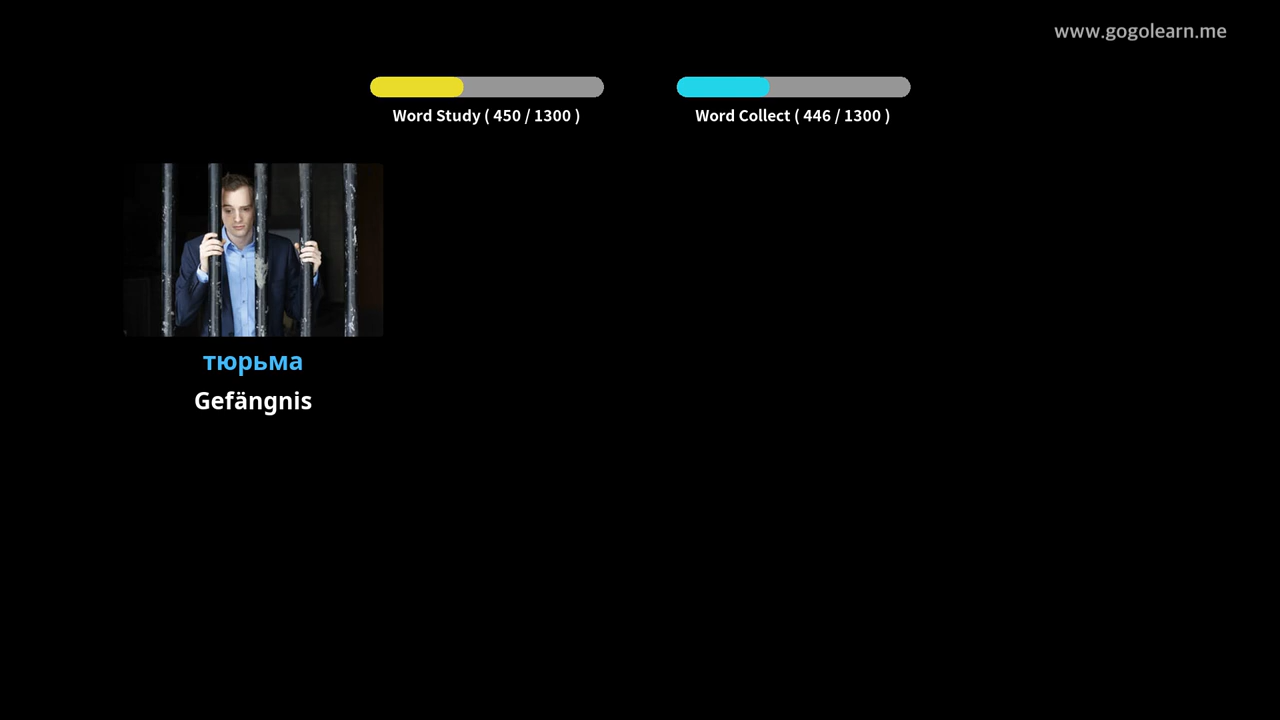 www.gogolearn.me
Word Study ( 450 / 1300 )
Word Collect ( 446 / 1300 )
тюрьма
Gefängnis